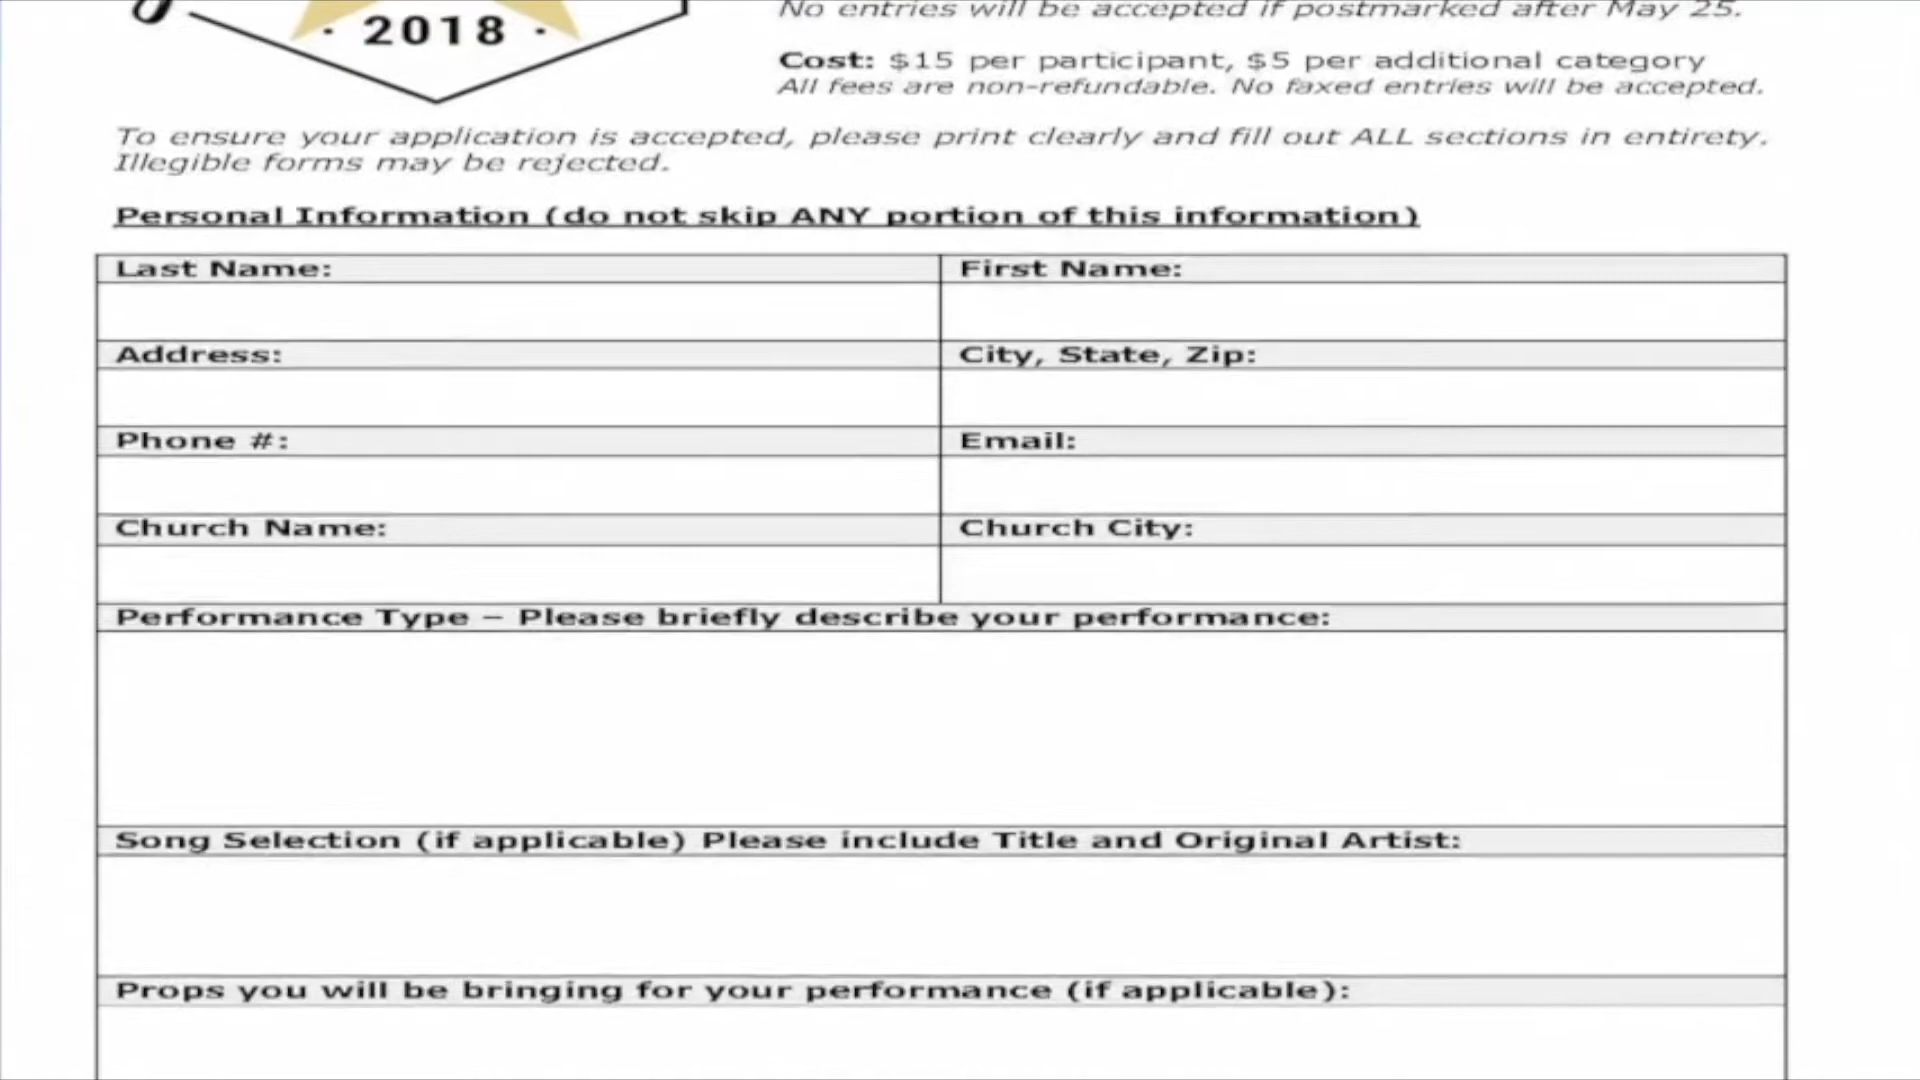 No entries will be accepted if postmarked after May 25.
2018
Cost: $15 per participant, $5 per additional category
All fees are non-refundable. No faxed entries will be accepted.
To ensure your application is accepted, please print clearly and fill out ALL sections in entirety.
Illegible forms may be rejected.
Personal Information (do not skip ANY portion of this information)
Last Name:
First Name:
Address:
City, State, Zip:
Phone #:
Email:
Church Name:
Church City:
Performance Type – Please briefly describe your performance:
Song Selection (if applicable) Please include Title and Original Artist:
Props you will be bringing for your performance (if applicable):